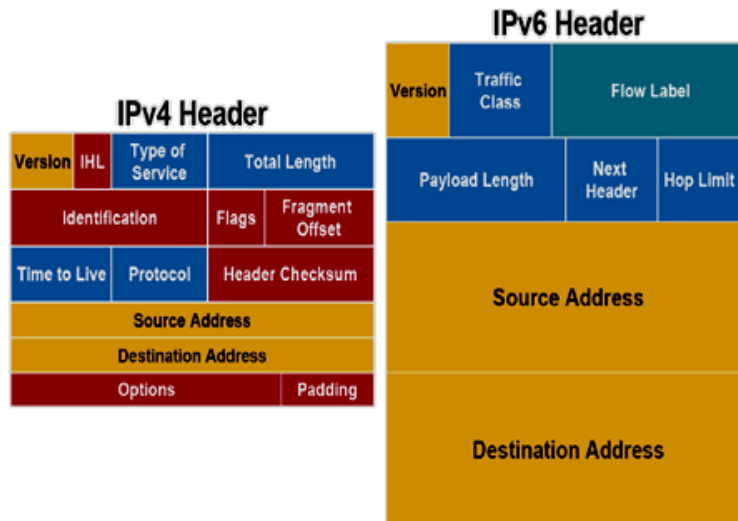 IPv4 Header
Version IHL Type of Service Total Length
Identification Flags Fragment Offset
Time to Live Protocol Header Checksum
Source Address
Destination Address
Options Padding
IPv6 Header
Version Traffic Class Flow Label
Payload Length Next Header Hop Limit
Source Address
Destination Address